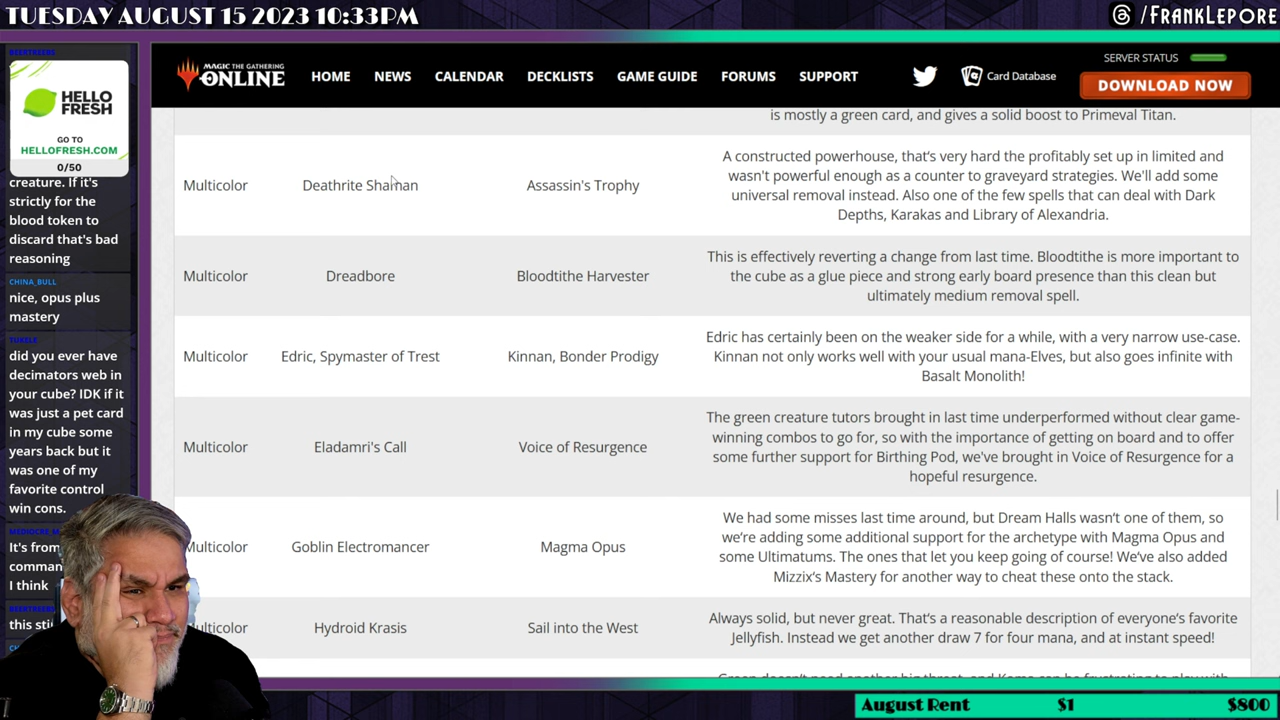 TUESDAY AUGUST 15 2023 10:33PM
/FRANKLEPORE
BEERTREEBS
HELLO
FRESH
GO TO
HELLOFRESH.COM
0/50
creature. If it's
strictly for the
blood token to
discard that's bad
reasoning
CHINA_BULL
nice, opus plus
mastery
did you ever have
decimators web in
your cube? IDK if it
was just a pet card
in my cube some
years back but it
was one of my
favorite control
win cons.
It's from
comman
I think
this sti
MAGIC THE GATHERING
ONLINE
HOME
NEWS
CALENDAR
DECKLISTS
GAME GUIDE
FORUMS
SUPPORT
Card Database
SERVER STATUS
DOWNLOAD NOW
is mostly a green card, and gives a solid boost to Primeval Titan.
Multicolor
Deathrite Shaman
Assassin's Trophy
A constructed powerhouse, that's very hard the profitably set up in limited and
wasn't powerful enough as a counter to graveyard strategies. We'll add some
universal removal instead. Also one of the few spells that can deal with Dark
Depths, Karakas and Library of Alexandria.
Multicolor
Dreadbore
Bloodtithe Harvester
This is effectively reverting a change from last time. Bloodtithe is more important to
the cube as a glue piece and strong early board presence than this clean but
ultimately medium removal spell.
Multicolor
Edric, Spymaster of Trest
Kinnan, Bonder Prodigy
Edric has certainly been on the weaker side for a while, with a very narrow use-case.
Kinnan not only works well with your usual mana-Elves, but also goes infinite with
Basalt Monolith!
Multicolor
Eladamri's Call
Voice of Resurgence
The green creature tutors brought in last time underperformed without clear game-
winning combos to go for, so with the importance of getting on board and to offer
some further support for Birthing Pod, we've brought in Voice of Resurgence for a
hopeful resurgence.
ulticolor
Goblin Electromancer
Magma Opus
We had some misses last time around, but Dream Halls wasn't one of them, so
we're adding some additional support for the archetype with Magma Opus and
some Ultimatums. The ones that let you keep going of course! We've also added
Mizzix's Mastery for another way to cheat these onto the stack.
ulticolor
Hydroid Krasis
Sail into the West
Always solid, but never great. That's a reasonable description of everyone's favorite
Jellyfish. Instead we get another draw 7 for four mana, and at instant speed!
August Rent
$1
$800